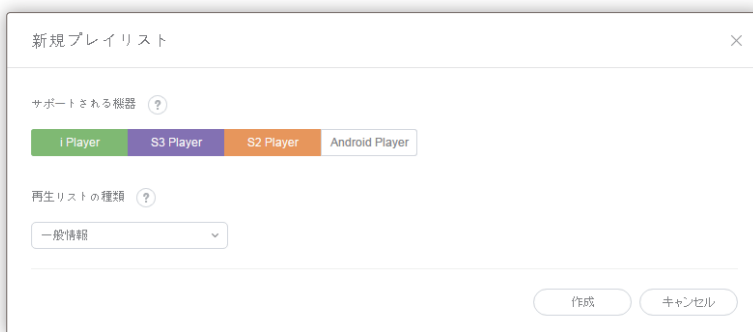 新規プレイリスト
サポートされる機器 ?
i Player S3 Player S2 Player Android Player
再生リストの種類 ?
一般情報
作成 キャンセル